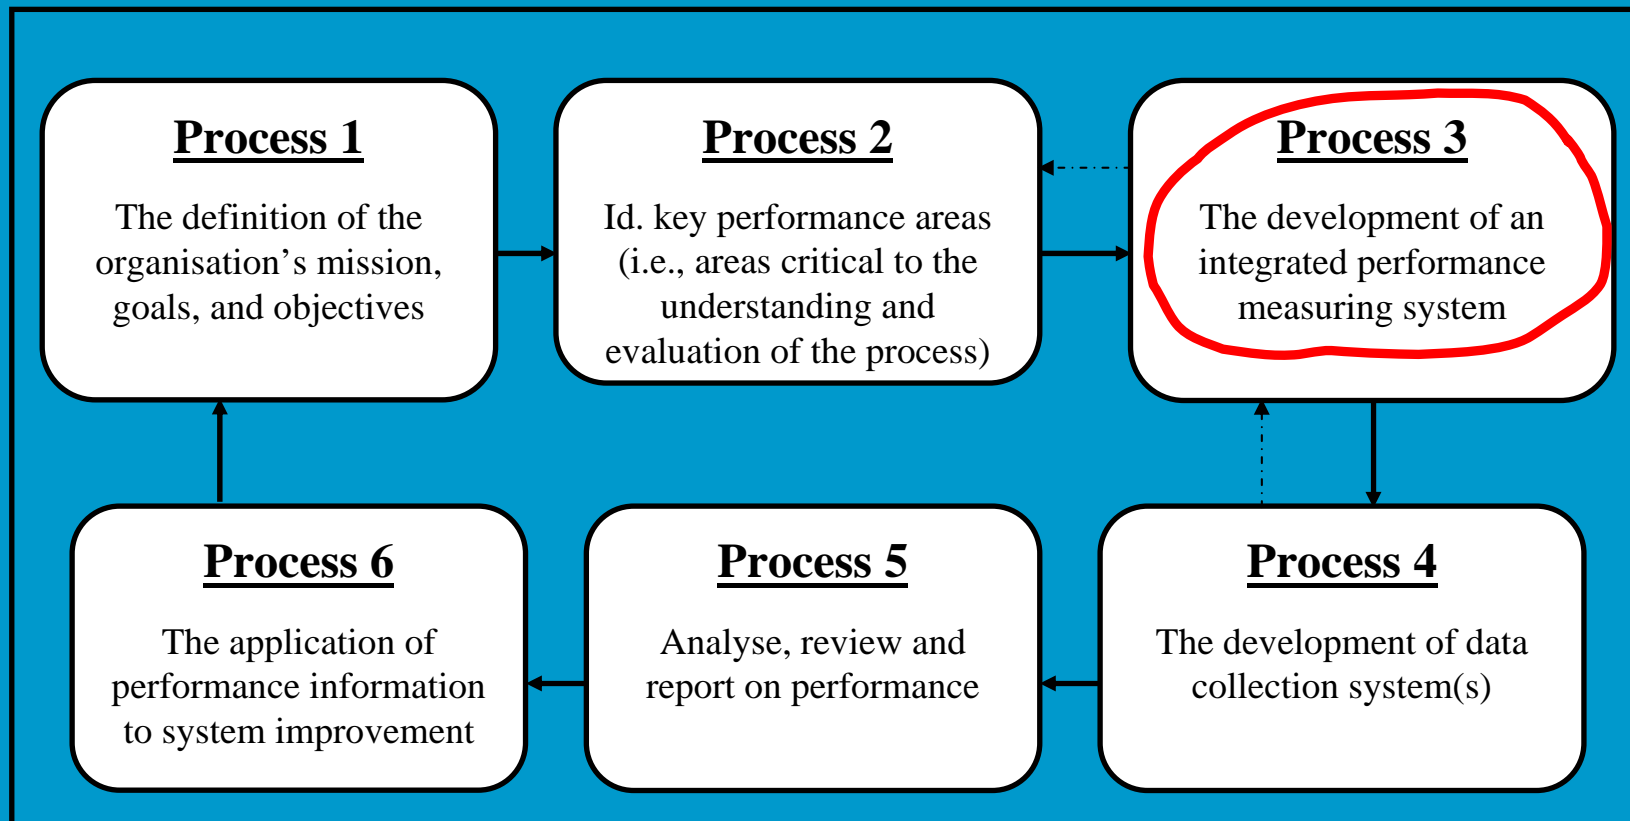 Process 1
The definition of the
organisation’s mission,
goals, and objectives
Process 2
Id. key performance areas
(i.e., areas critical to the
understanding and
evaluation of the process)
Process 3
The development of an
integrated performance
measuring system
Process 4
The development of data
collection system(s)
Process 5
Analyse, review and
report on performance
Process 6
The application of
performance information
to system improvement